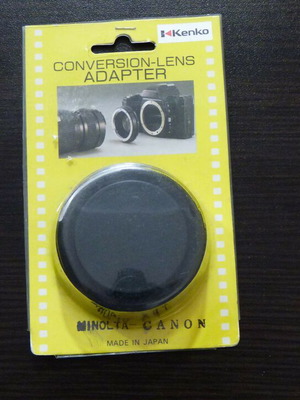 Kenko
CONVERSION-LENS
ADAPTER
MINOLTA CANON
MADE IN JAPAN